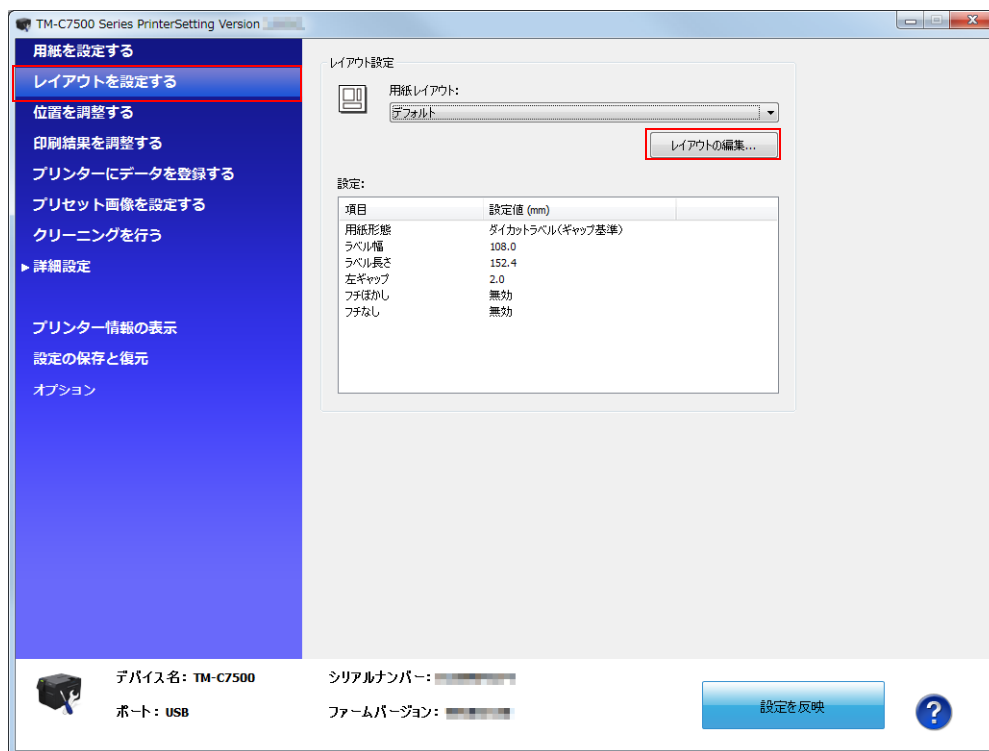 TM-C7500 Series PrinterSetting Version
用紙を設定する
レイアウトを設定する
位置を調整する
印刷結果を調整する
プリンターにデータを登録する
プリセット画像を設定する
クリーニングを行う
詳細設定
プリンター情報の表示
設定の保存と復元
オプション
レイアウト設定
用紙レイアウト:
デフォルト
レイアウトの編集...
設定:
項目 設定値 (mm)
用紙形態 ダイカットラベル(ギャップ基準)
ラベル幅 108.0
ラベル長さ 152.4
左ギャップ 2.0
フチぼかし 無効
フチなし 無効
デバイス名: TM-C7500 シリアルナンバー:
ポート: USB ファームバージョン:
設定を反映
?